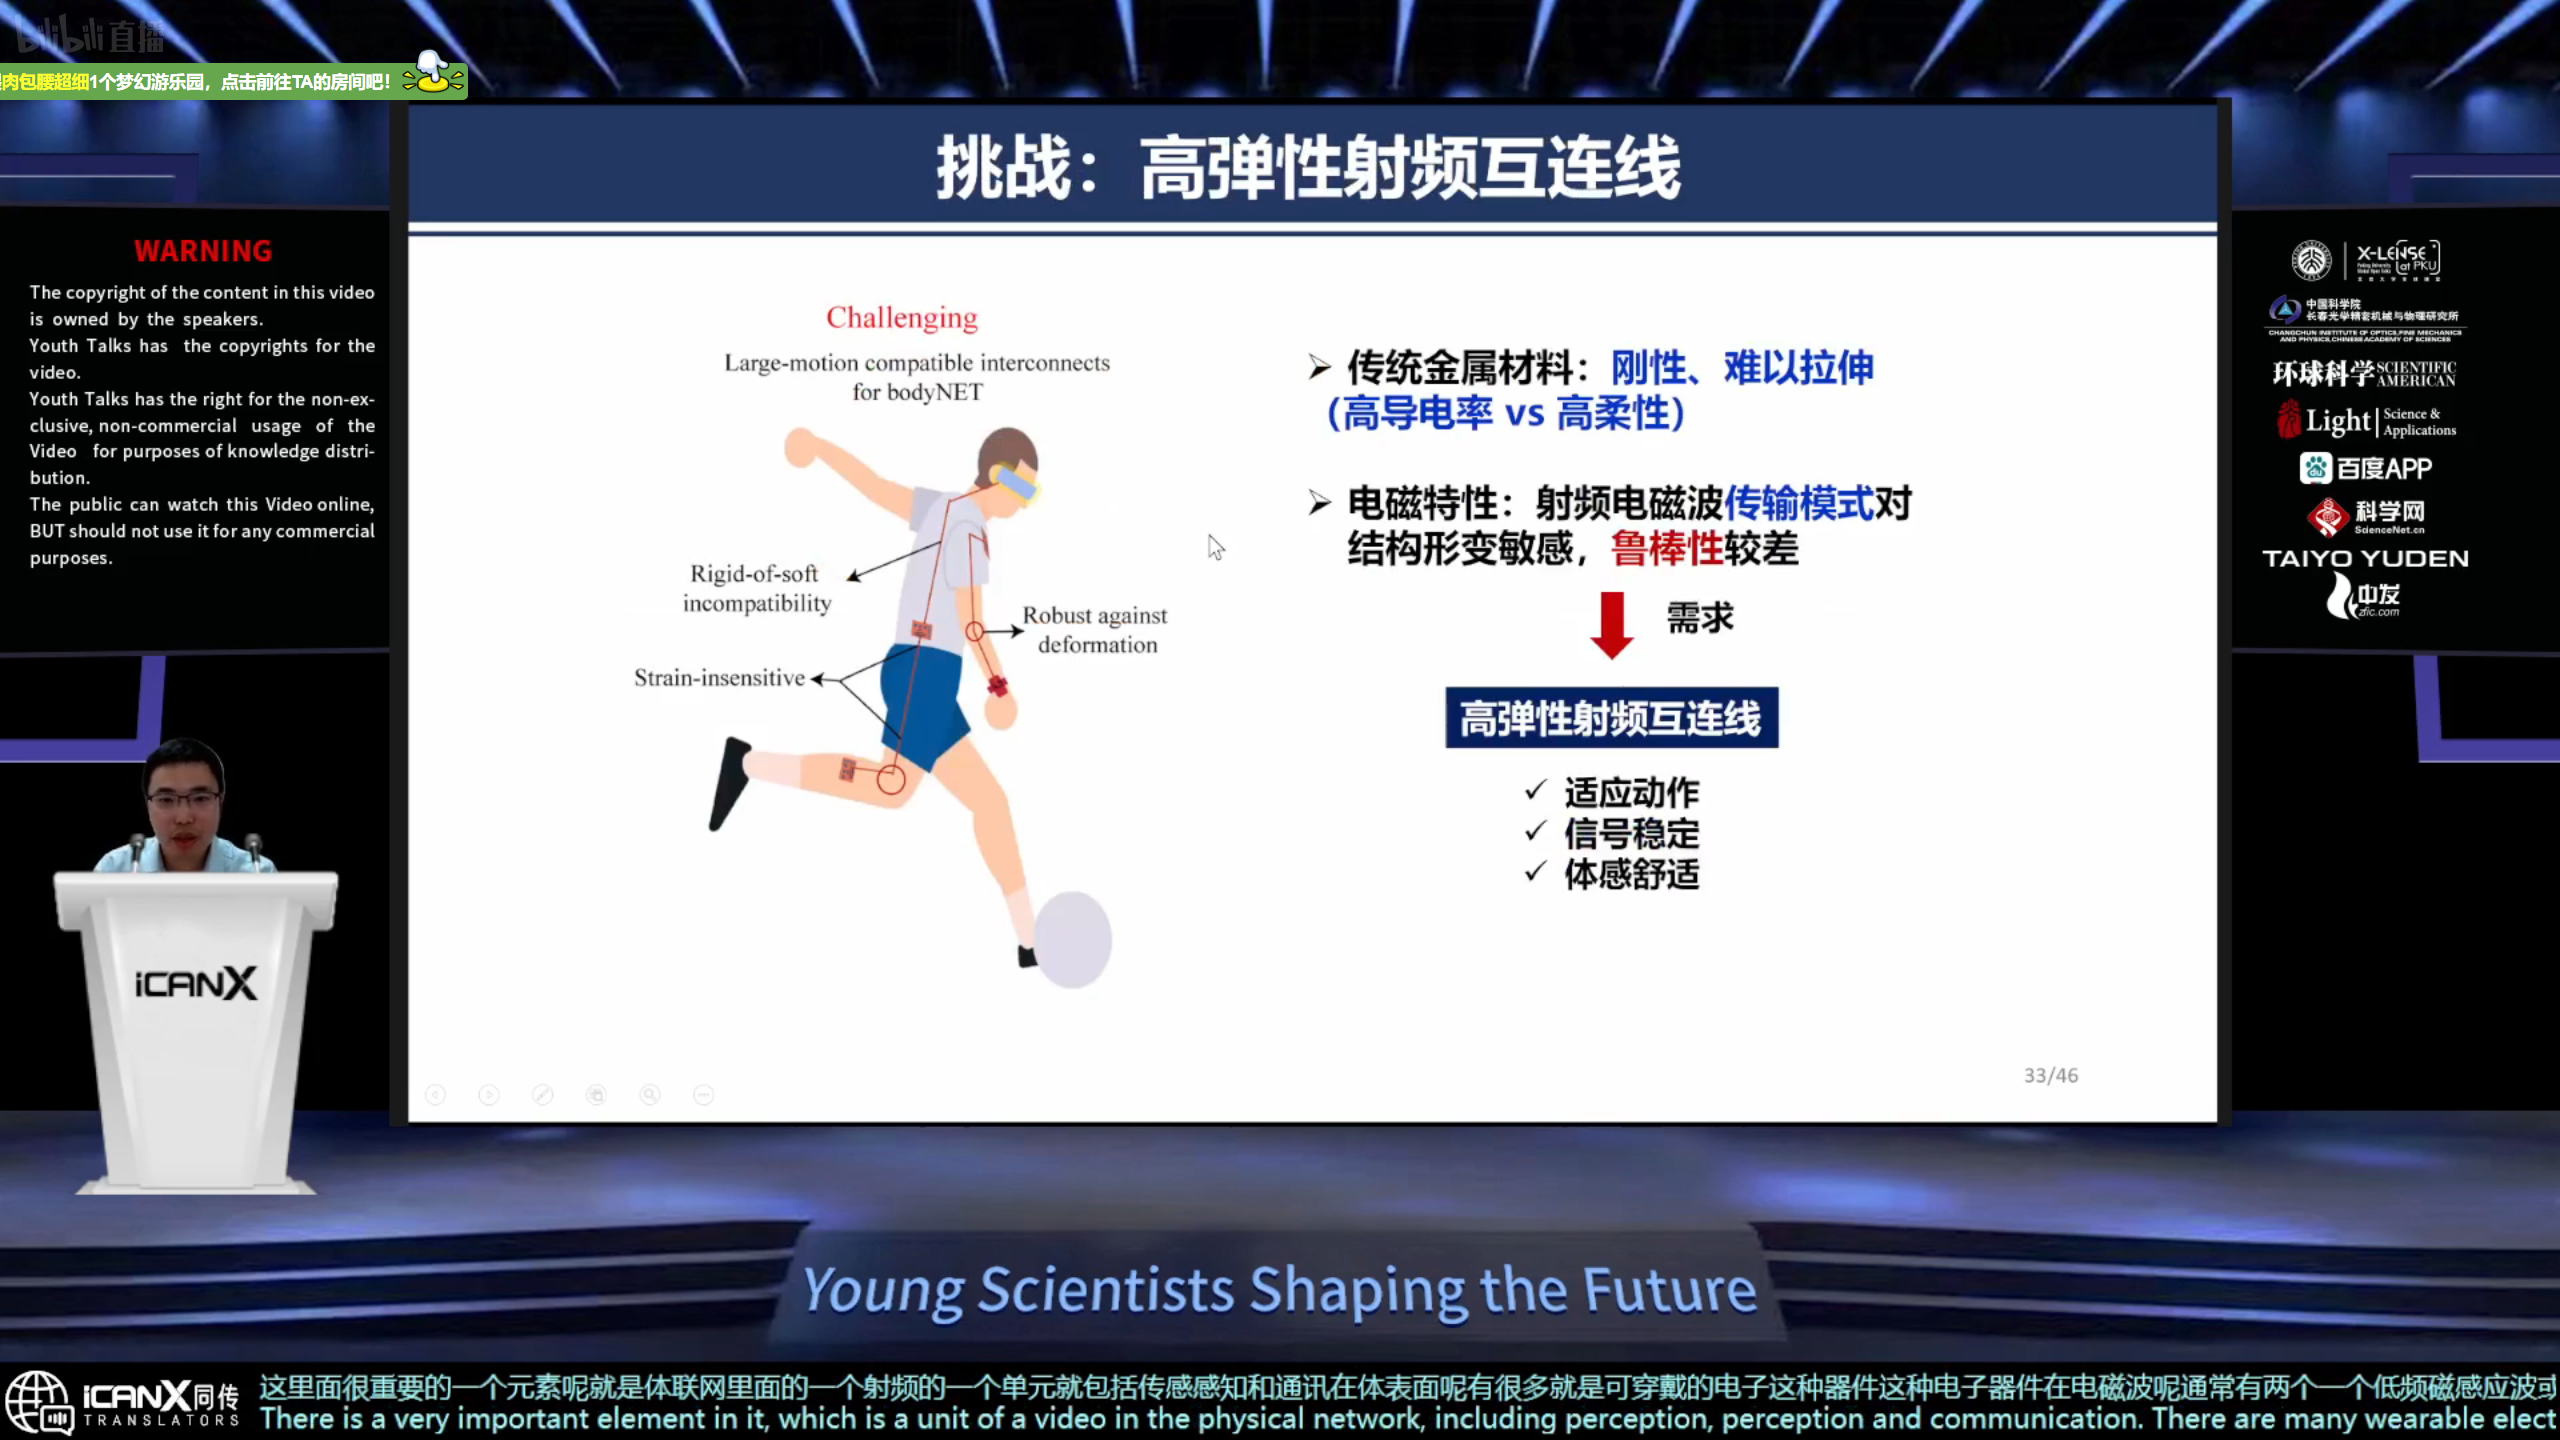 bilibili 直播
肉包腰超细1个梦幻游乐园，点击前往TA的房间吧！
挑战：高弹性射频互连线
WARNING
The copyright of the content in this video
is owned by the speakers.
Youth Talks has the copyrights for the
video.
Youth Talks has the right for the non-ex-
clusive, non-commercial usage of the
Video for purposes of knowledge distri-
bution.
The public can watch this Video online,
BUT should not use it for any commercial
purposes.
Challenging
Large-motion compatible interconnects
for bodyNET
Rigid-of-soft
incompatibility
Robust against
deformation
Strain-insensitive
➢ 传统金属材料：刚性、难以拉伸
（高导电率 vs 高柔性）
➢ 电磁特性：射频电磁波传输模式对
结构形变敏感，鲁棒性较差
需求
高弹性射频互连线
✓ 适应动作
✓ 信号稳定
✓ 体感舒适
33/46
X-LENSE
at PKU
中国科学院
长春光学精密机械与物理研究所
CHANGCHUN INSTITUTE OF OPTICS,FINE MECHANICS
AND PHYSICS,CHINESE ACADEMY OF SCIENCES
环球科学 SCIENTIFIC AMERICAN
Light | Science & Applications
du 百度APP
科学网
ScienceNet.cn
TAIYO YUDEN
中发
zfic.com
iCANX
Young Scientists Shaping the Future
iCANX同传
TRANSLATORS
这里面很重要的一个元素呢就是体联网里面的一个射频的一个单元就包括传感感知和通讯在体表面呢有很多就是可穿戴的电子这种器件这种电子器件在电磁波呢通常有两个一个低频磁感应波或
There is a very important element in it, which is a unit of a video in the physical network, including perception, perception and communication. There are many wearable elect